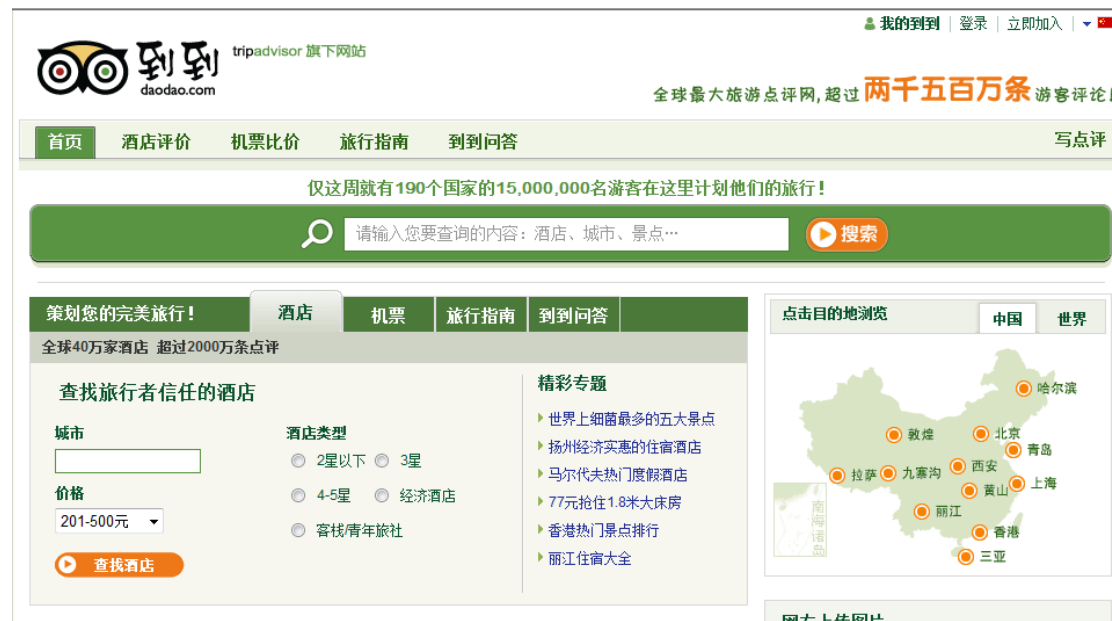 我的到到 登录 立即加入
到到
daodao.com
tripadvisor 旗下网站
全球最大旅游点评网,超过两千五百万条游客评论!
首页 酒店评价 机票比价 旅行指南 到到问答 写点评
仅这周就有190个国家的15,000,000名游客在这里计划他们的旅行!
请输入您要查询的内容:酒店、城市、景点… 搜索
策划您的完美旅行! 酒店 机票 旅行指南 到到问答
全球40万家酒店 超过2000万条点评
查找旅行者信任的酒店
城市
价格
201-500元
查找酒店
酒店类型
2星以下 3星
4-5星 经济酒店
客栈/青年旅社
精彩专题
世界上细菌最多的五大景点
扬州经济实惠的住宿酒店
马尔代夫热门度假酒店
77元抢住1.8米大床房
香港热门景点排行
丽江住宿大全
点击目的地浏览 中国 世界
哈尔滨
敦煌 北京
青岛
拉萨 九寨沟 西安
黄山 上海
丽江
香港
三亚
南海诸岛
网友上传图片